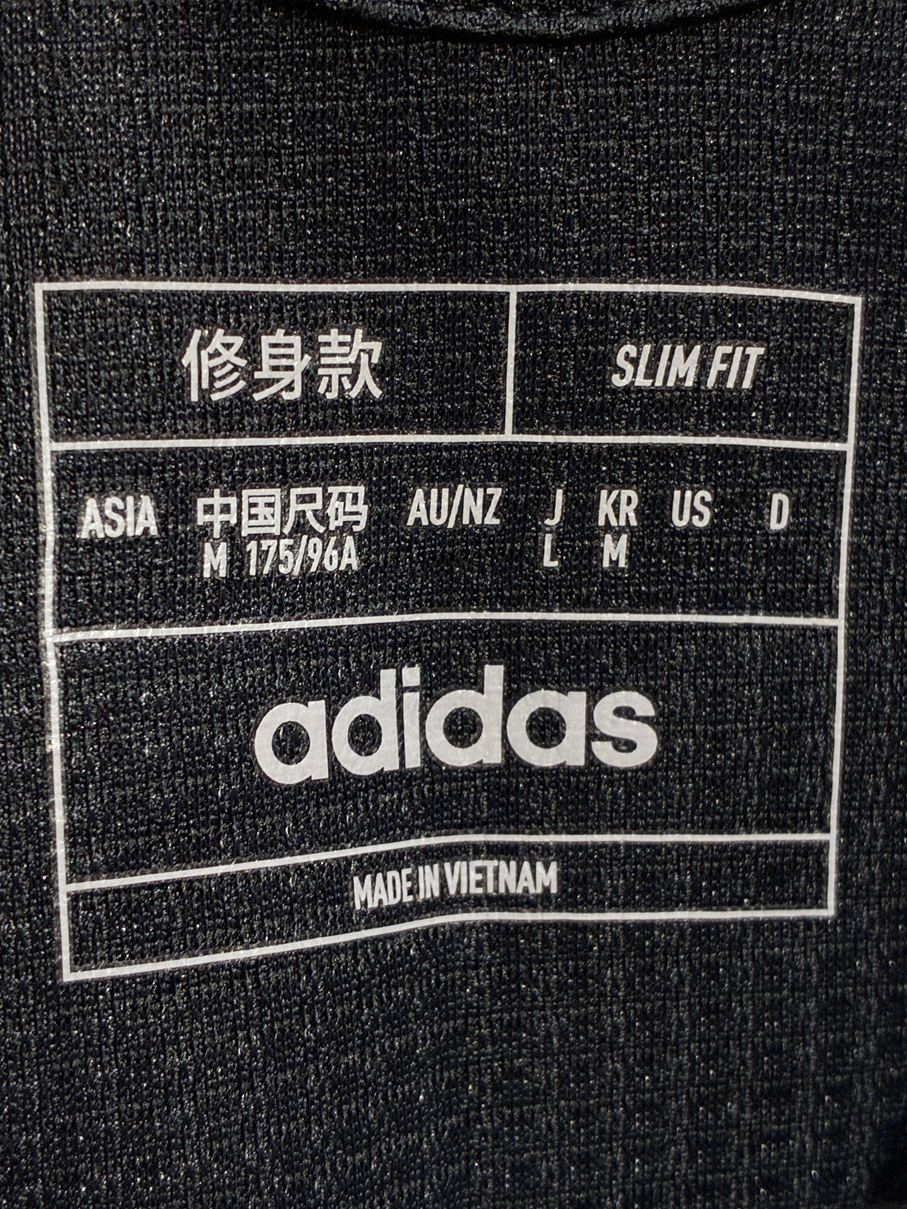 修身款 SLIM FIT
ASIA 中国尺码 AU/NZ J KR US D
M 175/96A L M
adidas
MADE IN VIETNAM